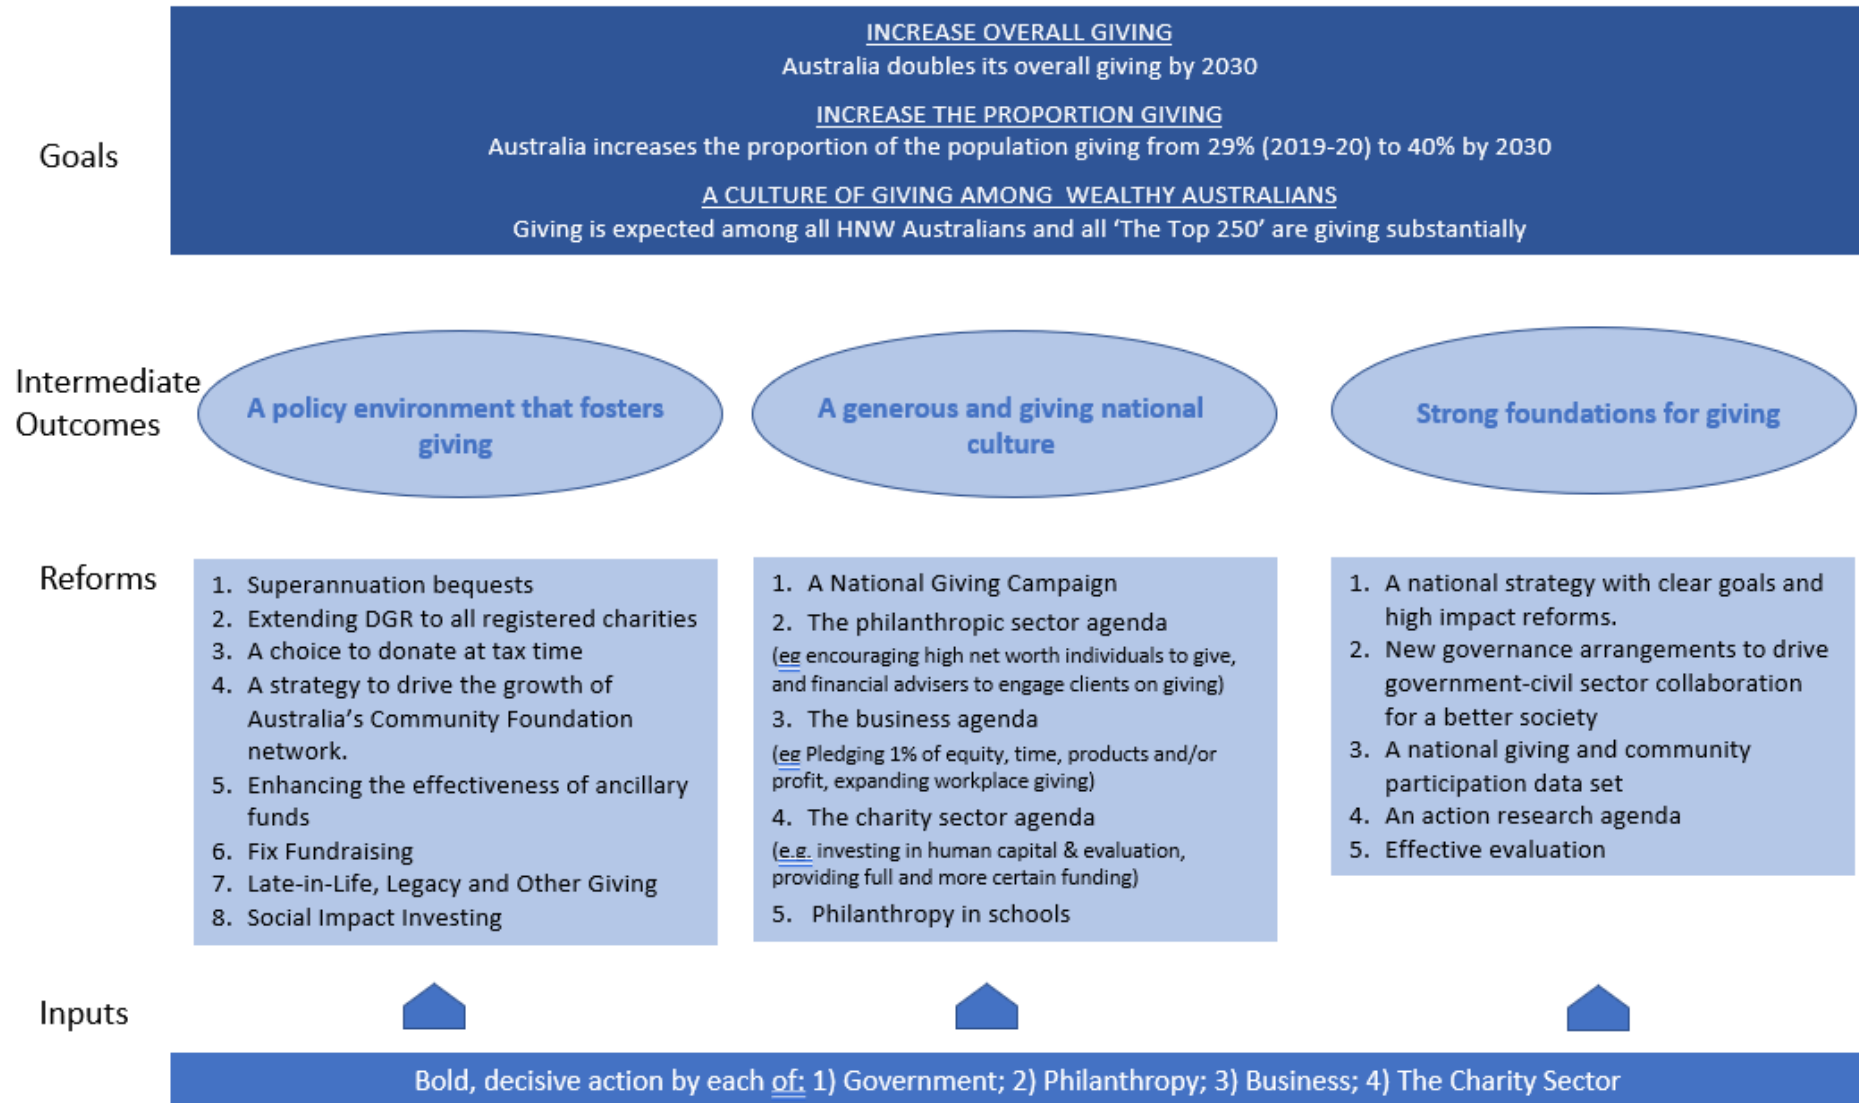 Goals
INCREASE OVERALL GIVING
Australia doubles its overall giving by 2030
INCREASE THE PROPORTION GIVING
Australia increases the proportion of the population giving from 29% (2019-20) to 40% by 2030
A CULTURE OF GIVING AMONG WEALTHY AUSTRALIANS
Giving is expected among all HNW Australians and all ‘The Top 250’ are giving substantially
Intermediate
Outcomes
A policy environment that fosters
giving
A generous and giving national
culture
Strong foundations for giving
Reforms
1. Superannuation bequests
2. Extending DGR to all registered charities
3. A choice to donate at tax time
4. A strategy to drive the growth of
Australia’s Community Foundation
network.
5. Enhancing the effectiveness of ancillary
funds
6. Fix Fundraising
7. Late-in-Life, Legacy and Other Giving
8. Social Impact Investing
1. A National Giving Campaign
2. The philanthropic sector agenda
(eg encouraging high net worth individuals to give,
and financial advisers to engage clients on giving)
3. The business agenda
(eg Pledging 1% of equity, time, products and/or
profit, expanding workplace giving)
4. The charity sector agenda
(e.g. investing in human capital & evaluation,
providing full and more certain funding)
5. Philanthropy in schools
1. A national strategy with clear goals and
high impact reforms.
2. New governance arrangements to drive
government-civil sector collaboration
for a better society
3. A national giving and community
participation data set
4. An action research agenda
5. Effective evaluation
Inputs
Bold, decisive action by each of: 1) Government; 2) Philanthropy; 3) Business; 4) The Charity Sector